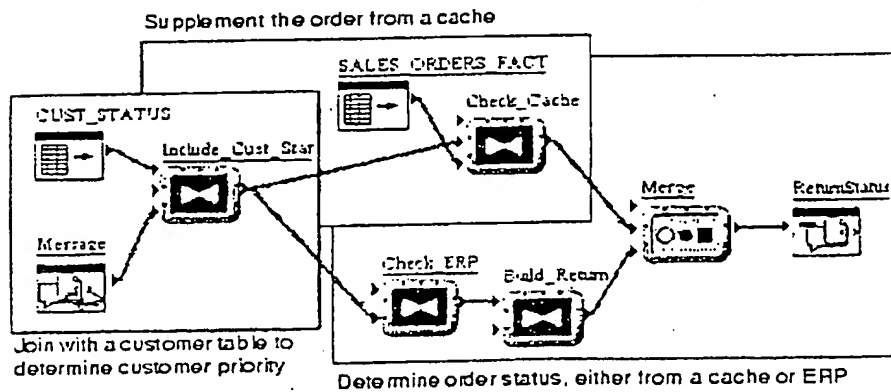 Supplement the order from a cache
SALES_ORDERS_FACT
Check_Cache
CUST_STATUS
Include_Cust_Star
Merge
ReturnStatus
Message
Check_ERP
Build_Return
Join with a customer table to
determine customer priority
Determine order status, either from a cache or ERP